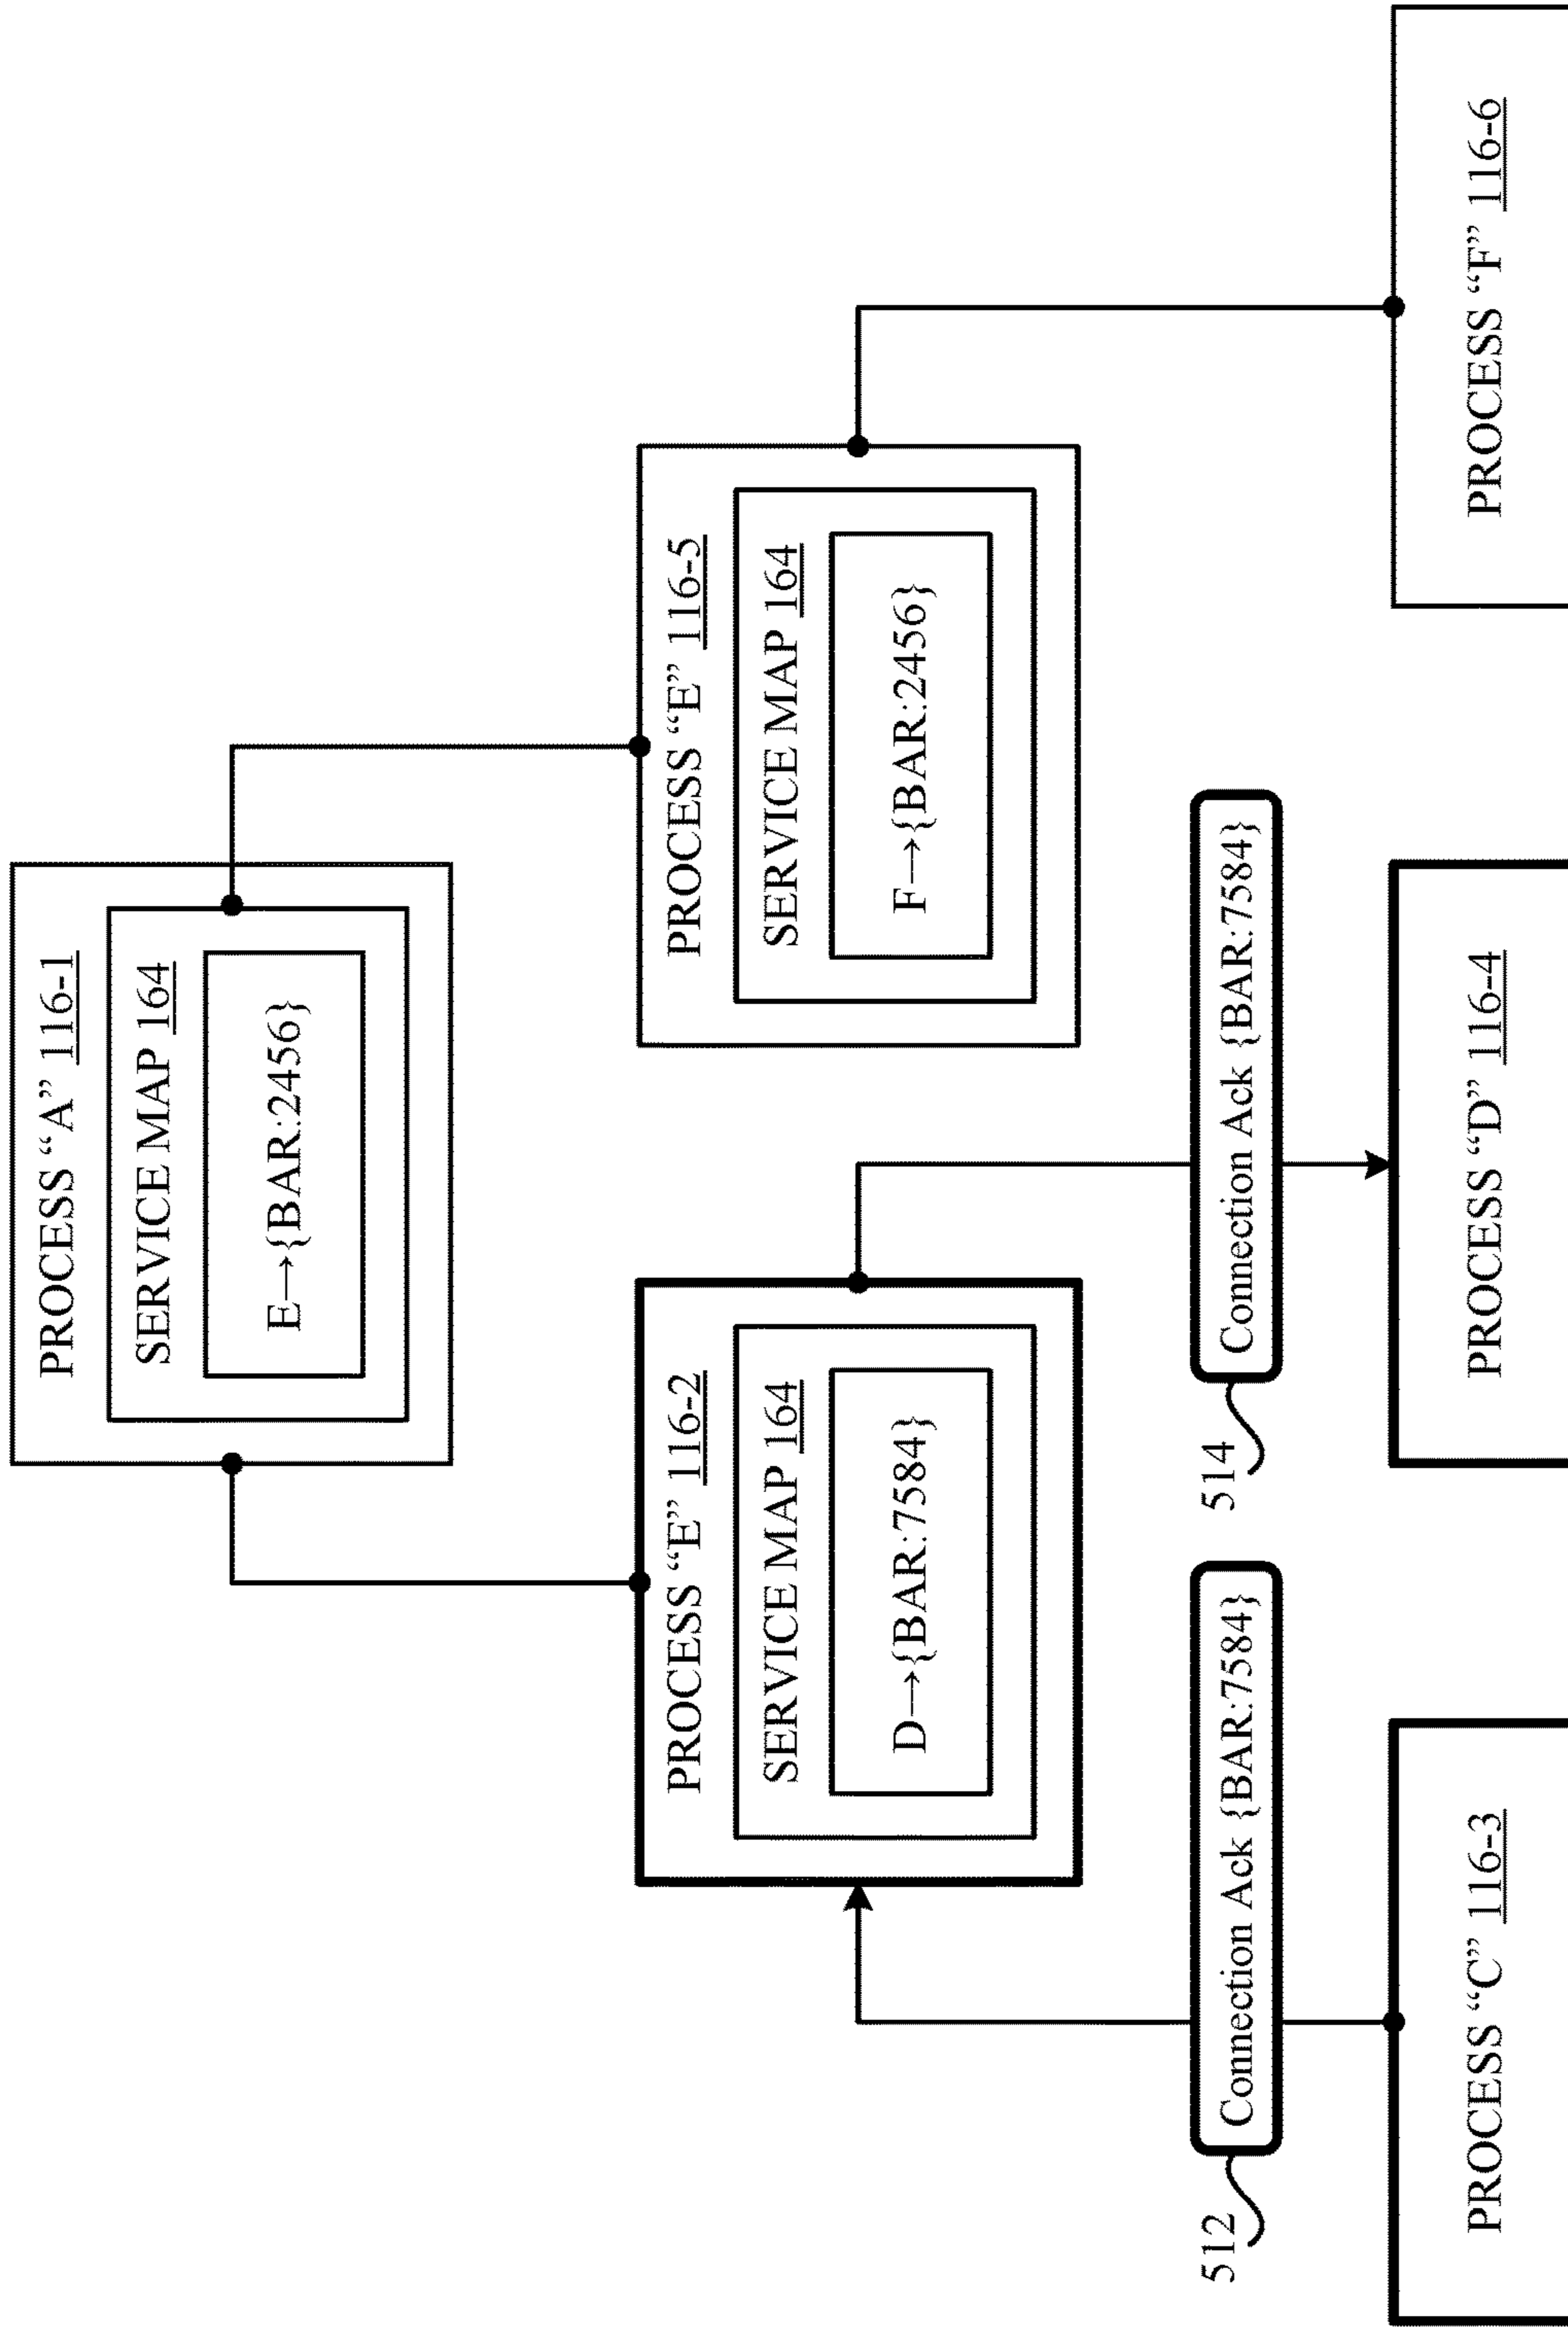 PROCESS “A” 116-1
SERVICE MAP 164
E→{BAR:2456}
PROCESS “E” 116-2
SERVICE MAP 164
D→{BAR:7584}
PROCESS “E” 116-5
SERVICE MAP 164
F→{BAR:2456}
512
Connection Ack {BAR:7584}
514
Connection Ack {BAR:7584}
PROCESS “C” 116-3
PROCESS “D” 116-4
PROCESS “F” 116-6